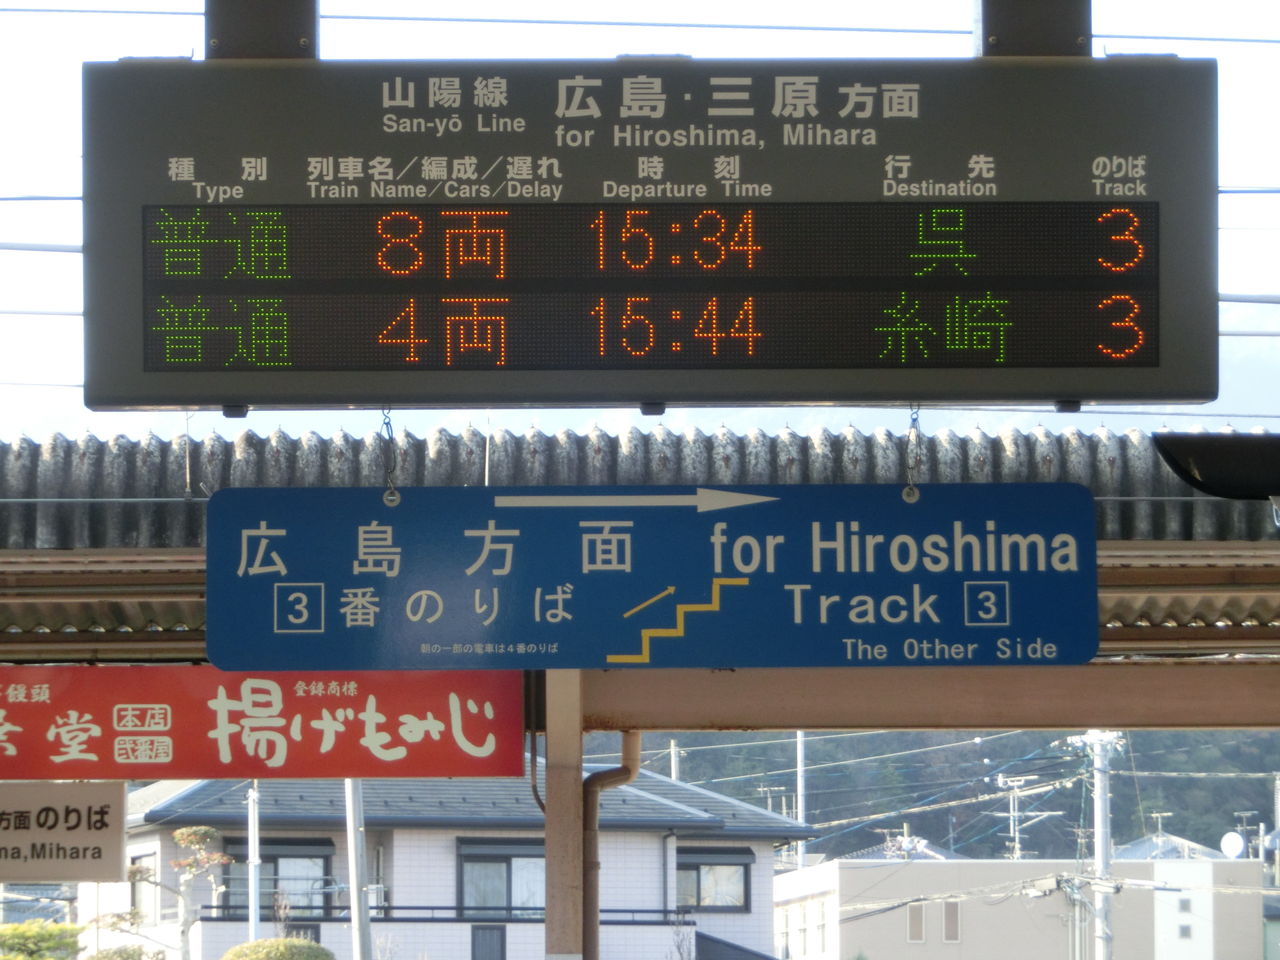 山陽線 広島・三原方面
San-yō Line for Hiroshima, Mihara
種別 列車名／編成／遅れ 時刻 行先 のりば
Type Train Name/Cars/Delay Departure Time Destination Track
普通 8両 15:34 呉 3
普通 4両 15:44 糸崎 3
広島方面 for Hiroshima
3番のりば Track 3
朝の一部の電車は4番のりば
The Other Side
饅頭
堂 本店 弐番屋
登録商標
揚げもみじ
方面のりば
ma,Mihara